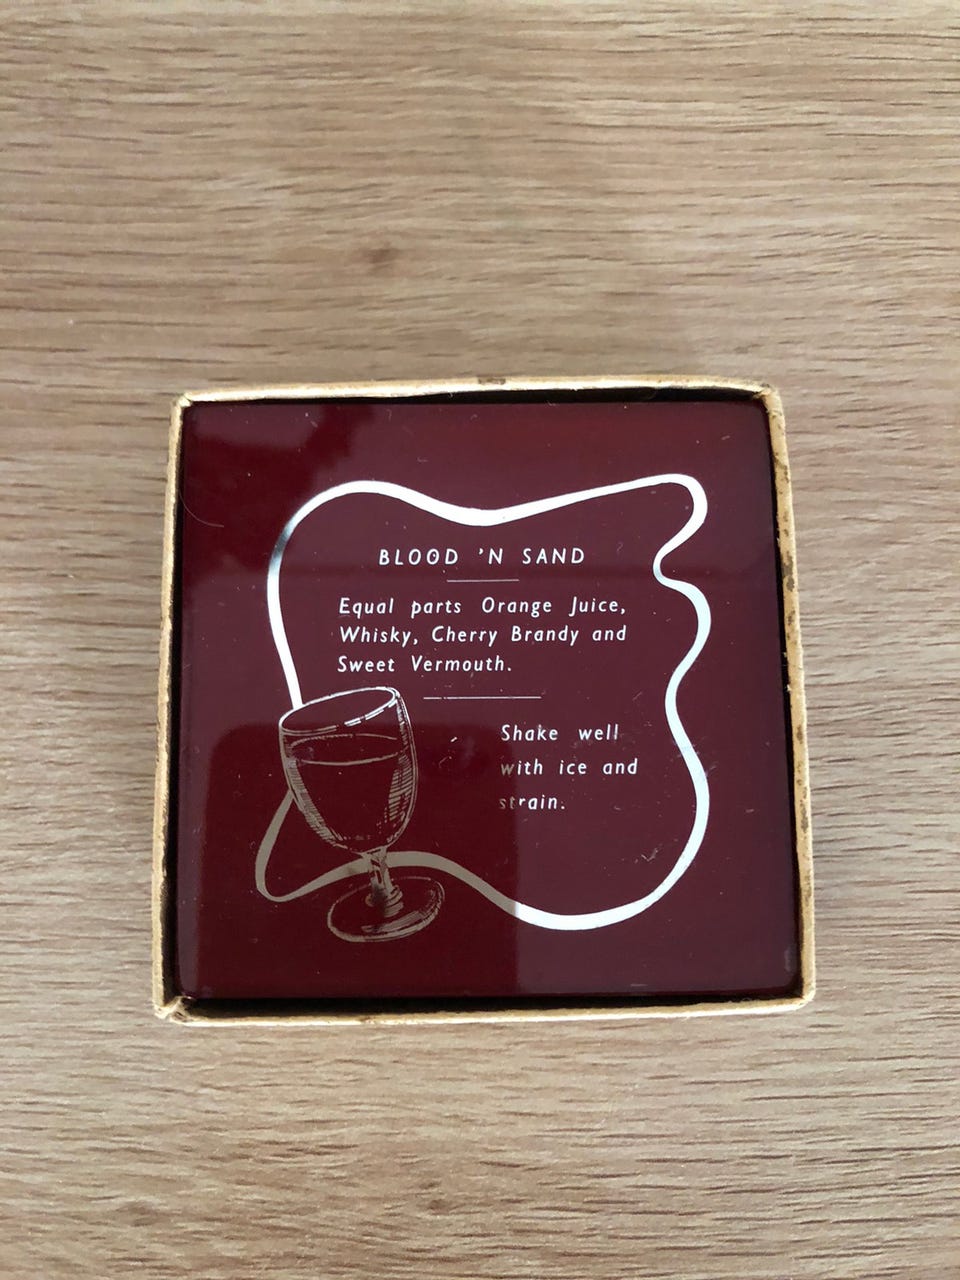 BLOOD 'N SAND
Equal parts Orange Juice,
Whisky, Cherry Brandy and
Sweet Vermouth.
Shake well
with ice and
strain.